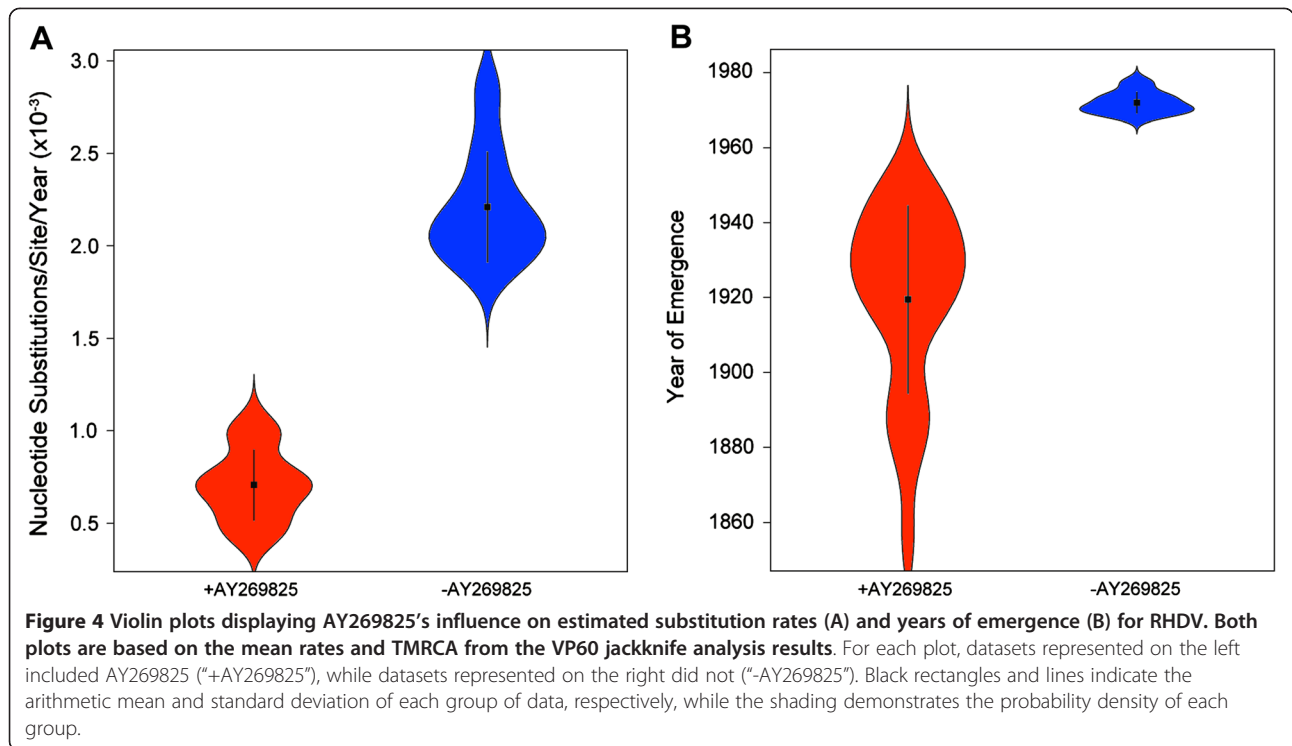 A
Nucleotide Substitutions/Site/Year (x10⁻³)
3.0
2.5
2.0
1.5
1.0
0.5
+AY269825
-AY269825
B
Year of Emergence
1980
1960
1940
1920
1900
1880
1860
+AY269825
-AY269825
Figure 4 Violin plots displaying AY269825's influence on estimated substitution rates (A) and years of emergence (B) for RHDV. Both
plots are based on the mean rates and TMRCA from the VP60 jackknife analysis results. For each plot, datasets represented on the left
included AY269825 ("+AY269825"), while datasets represented on the right did not ("-AY269825"). Black rectangles and lines indicate the
arithmetic mean and standard deviation of each group of data, respectively, while the shading demonstrates the probability density of each
group.